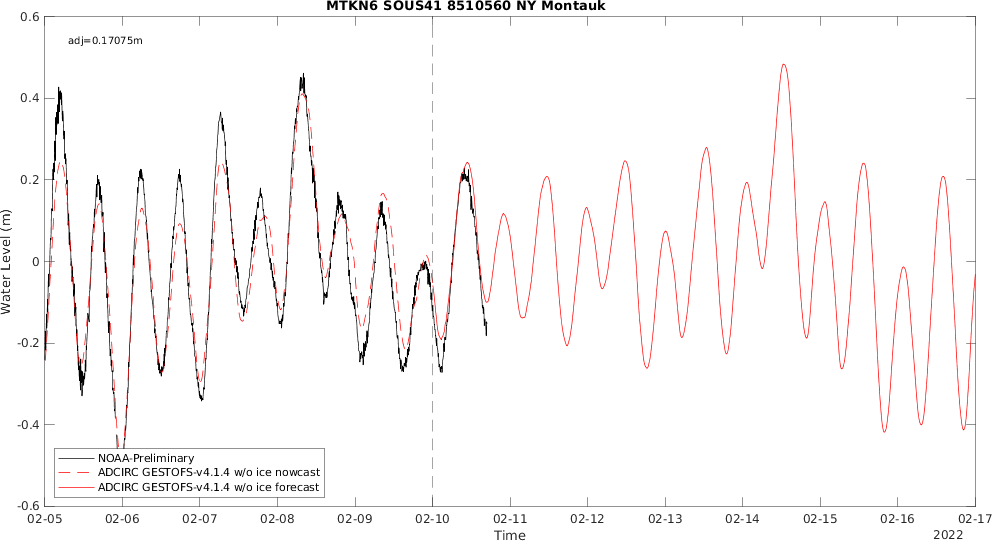 MTKN6 SOUS41 8510560 NY Montauk
adj=0.17075m
0.6
0.4
0.2
0
-0.2
-0.4
-0.6
Water Level (m)
NOAA-Preliminary
ADCIRC GESTOFS-v4.1.4 w/o ice nowcast
ADCIRC GESTOFS-v4.1.4 w/o ice forecast
02-05 02-06 02-07 02-08 02-09 02-10 02-11 02-12 02-13 02-14 02-15 02-16 02-17
Time
2022